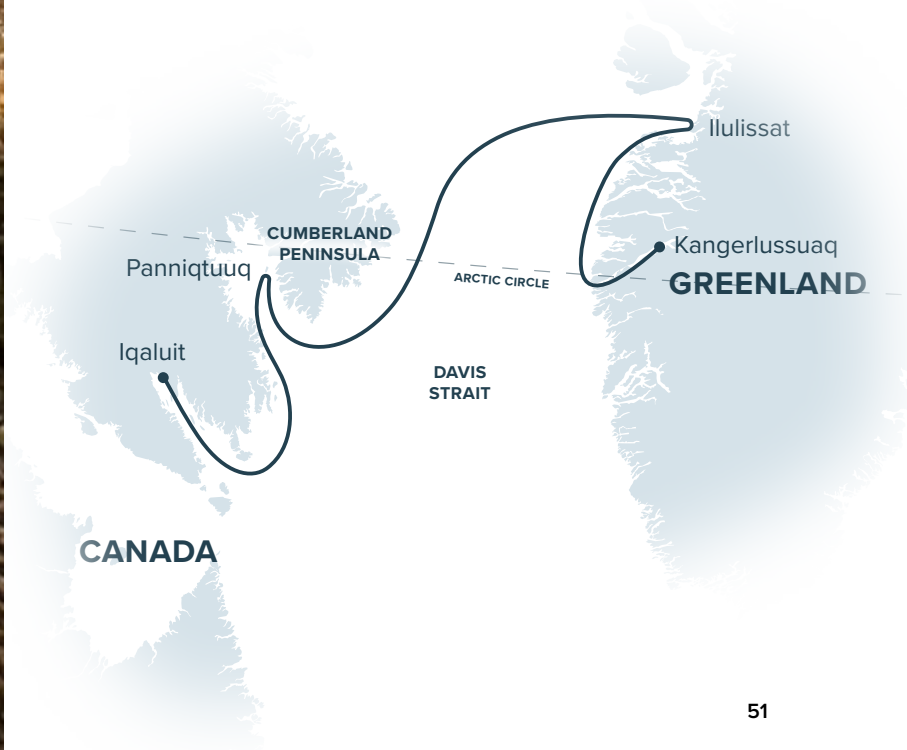 Ilulissat
CUMBERLAND
PENINSULA
Kangerlussuaq
Panniqtuuq
ARCTIC CIRCLE
GREENLAND
Iqaluit
DAVIS
STRAIT
CANADA
51